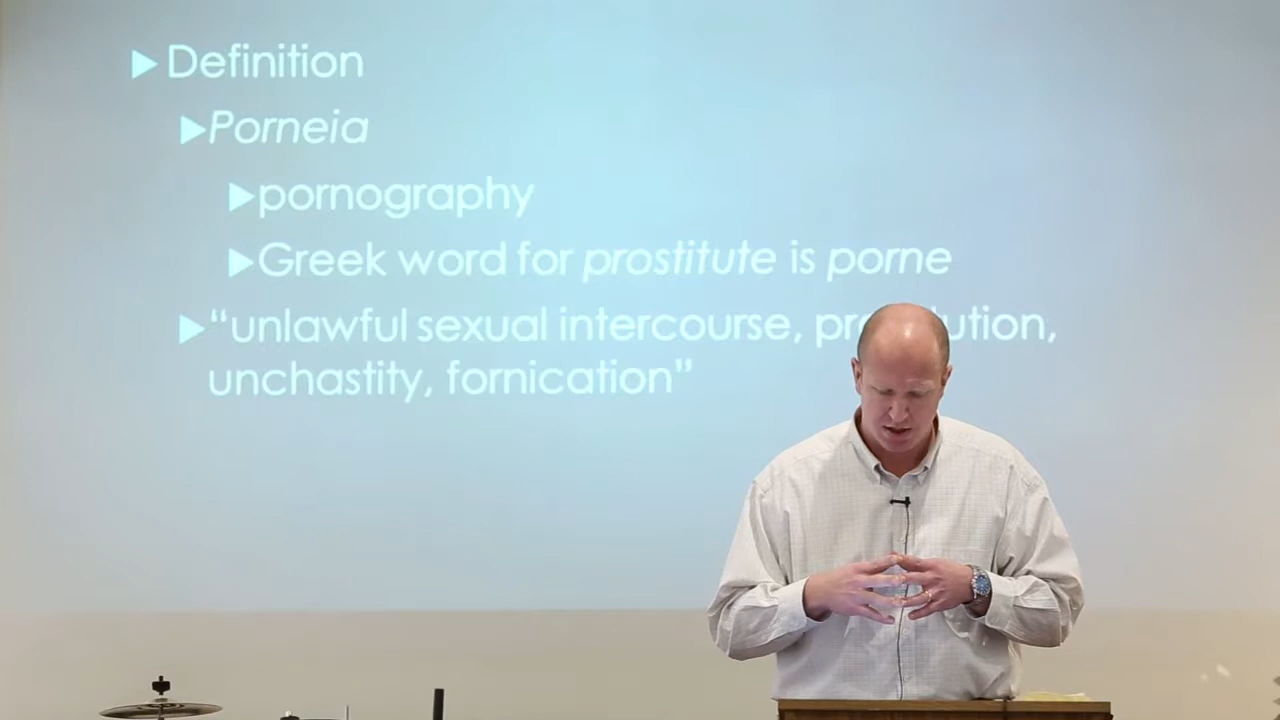 Definition
Porneia
pornography
Greek word for prostitute is porne
“unlawful sexual intercourse,
unchastity, fornication”